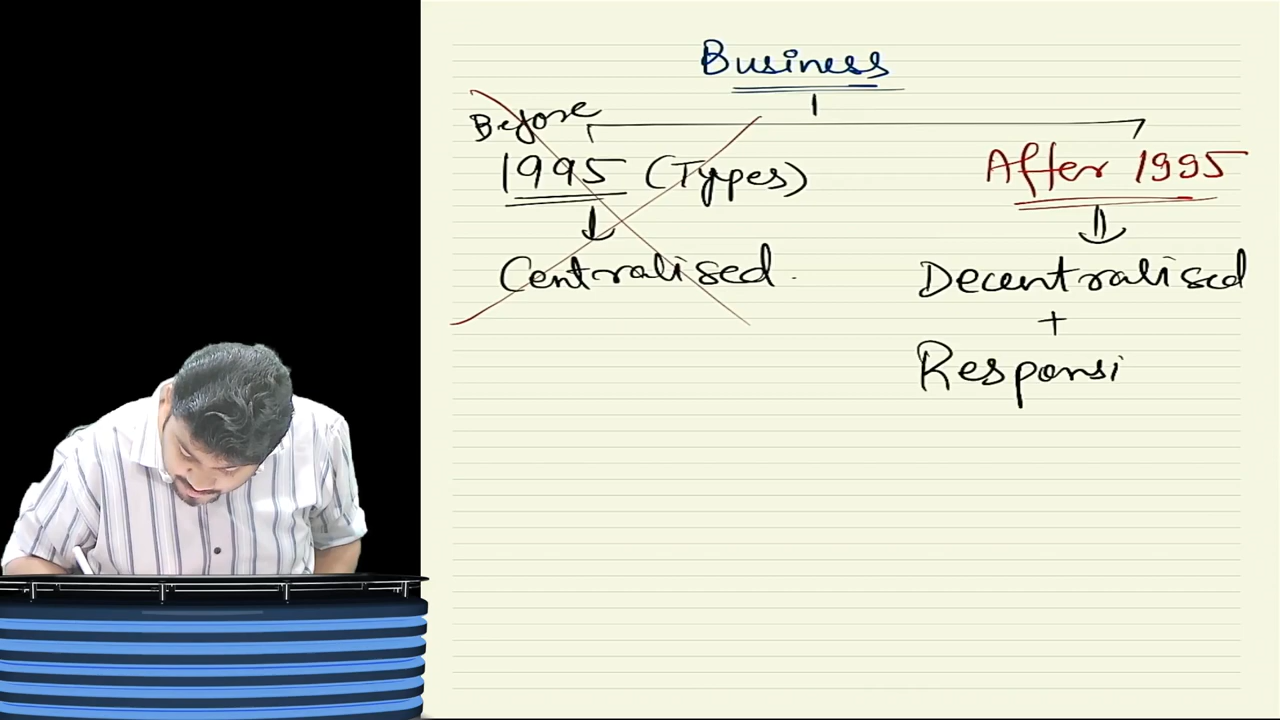 Business
Before
1995 (Types)
After 1995
Centralised.
Decentralised
+
Responsi